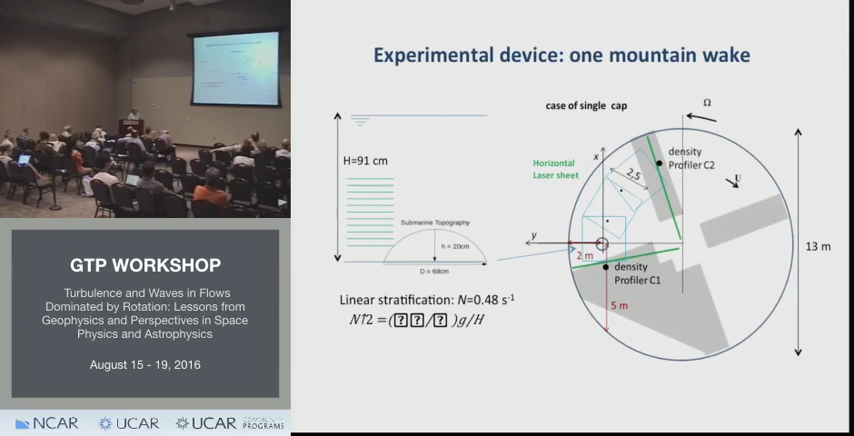 Experimental device: one mountain wake
case of single cap
Ω
H=91 cm
x
density
Profiler C2
Horizontal
Laser sheet
2,5
U
Submarine Topography
y
h = 20cm
13 m
2 m
density
Profiler C1
D = 69cm
Linear stratification: N=0.48 s-1
5 m
N↑2 =(⍰⍰/⍰ )g/H
GTP WORKSHOP
Turbulence and Waves in Flows
Dominated by Rotation: Lessons from
Geophysics and Perspectives in Space
Physics and Astrophysics
August 15 - 19, 2016
NCAR
UCAR
UCAR
PROGRAMS